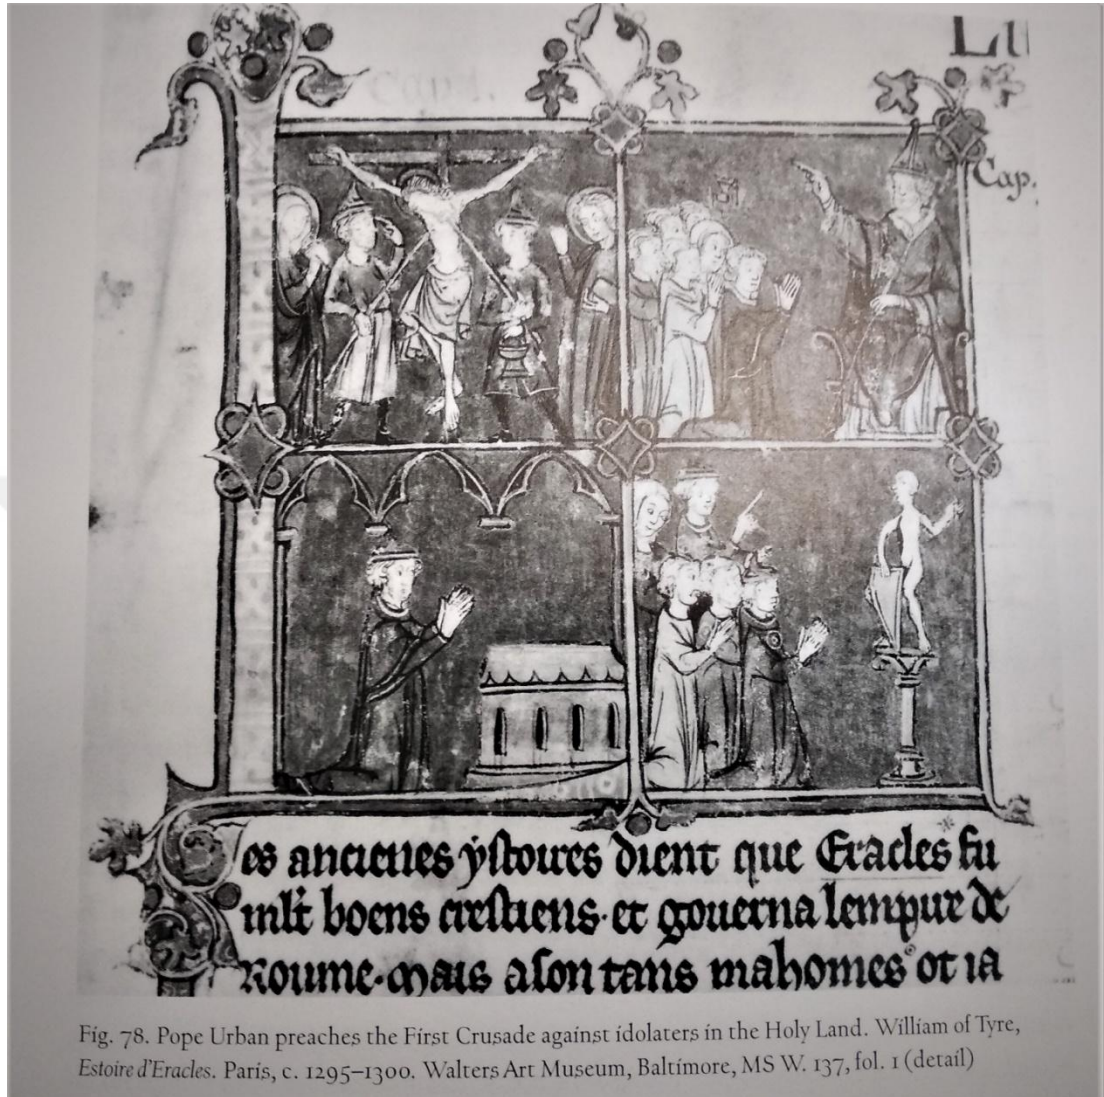 Cap.
es anciennes ystoires dient que Eracles fu
mlt boens crestiens. et gouerna lempire de
Roume. Mais a son tans mahomes ot ia
Fig. 78. Pope Urban preaches the First Crusade against idolaters in the Holy Land. William of Tyre,
Estoire d'Eracles. Paris, c. 1295–1300. Walters Art Museum, Baltimore, MS W. 137, fol. 1 (detail)